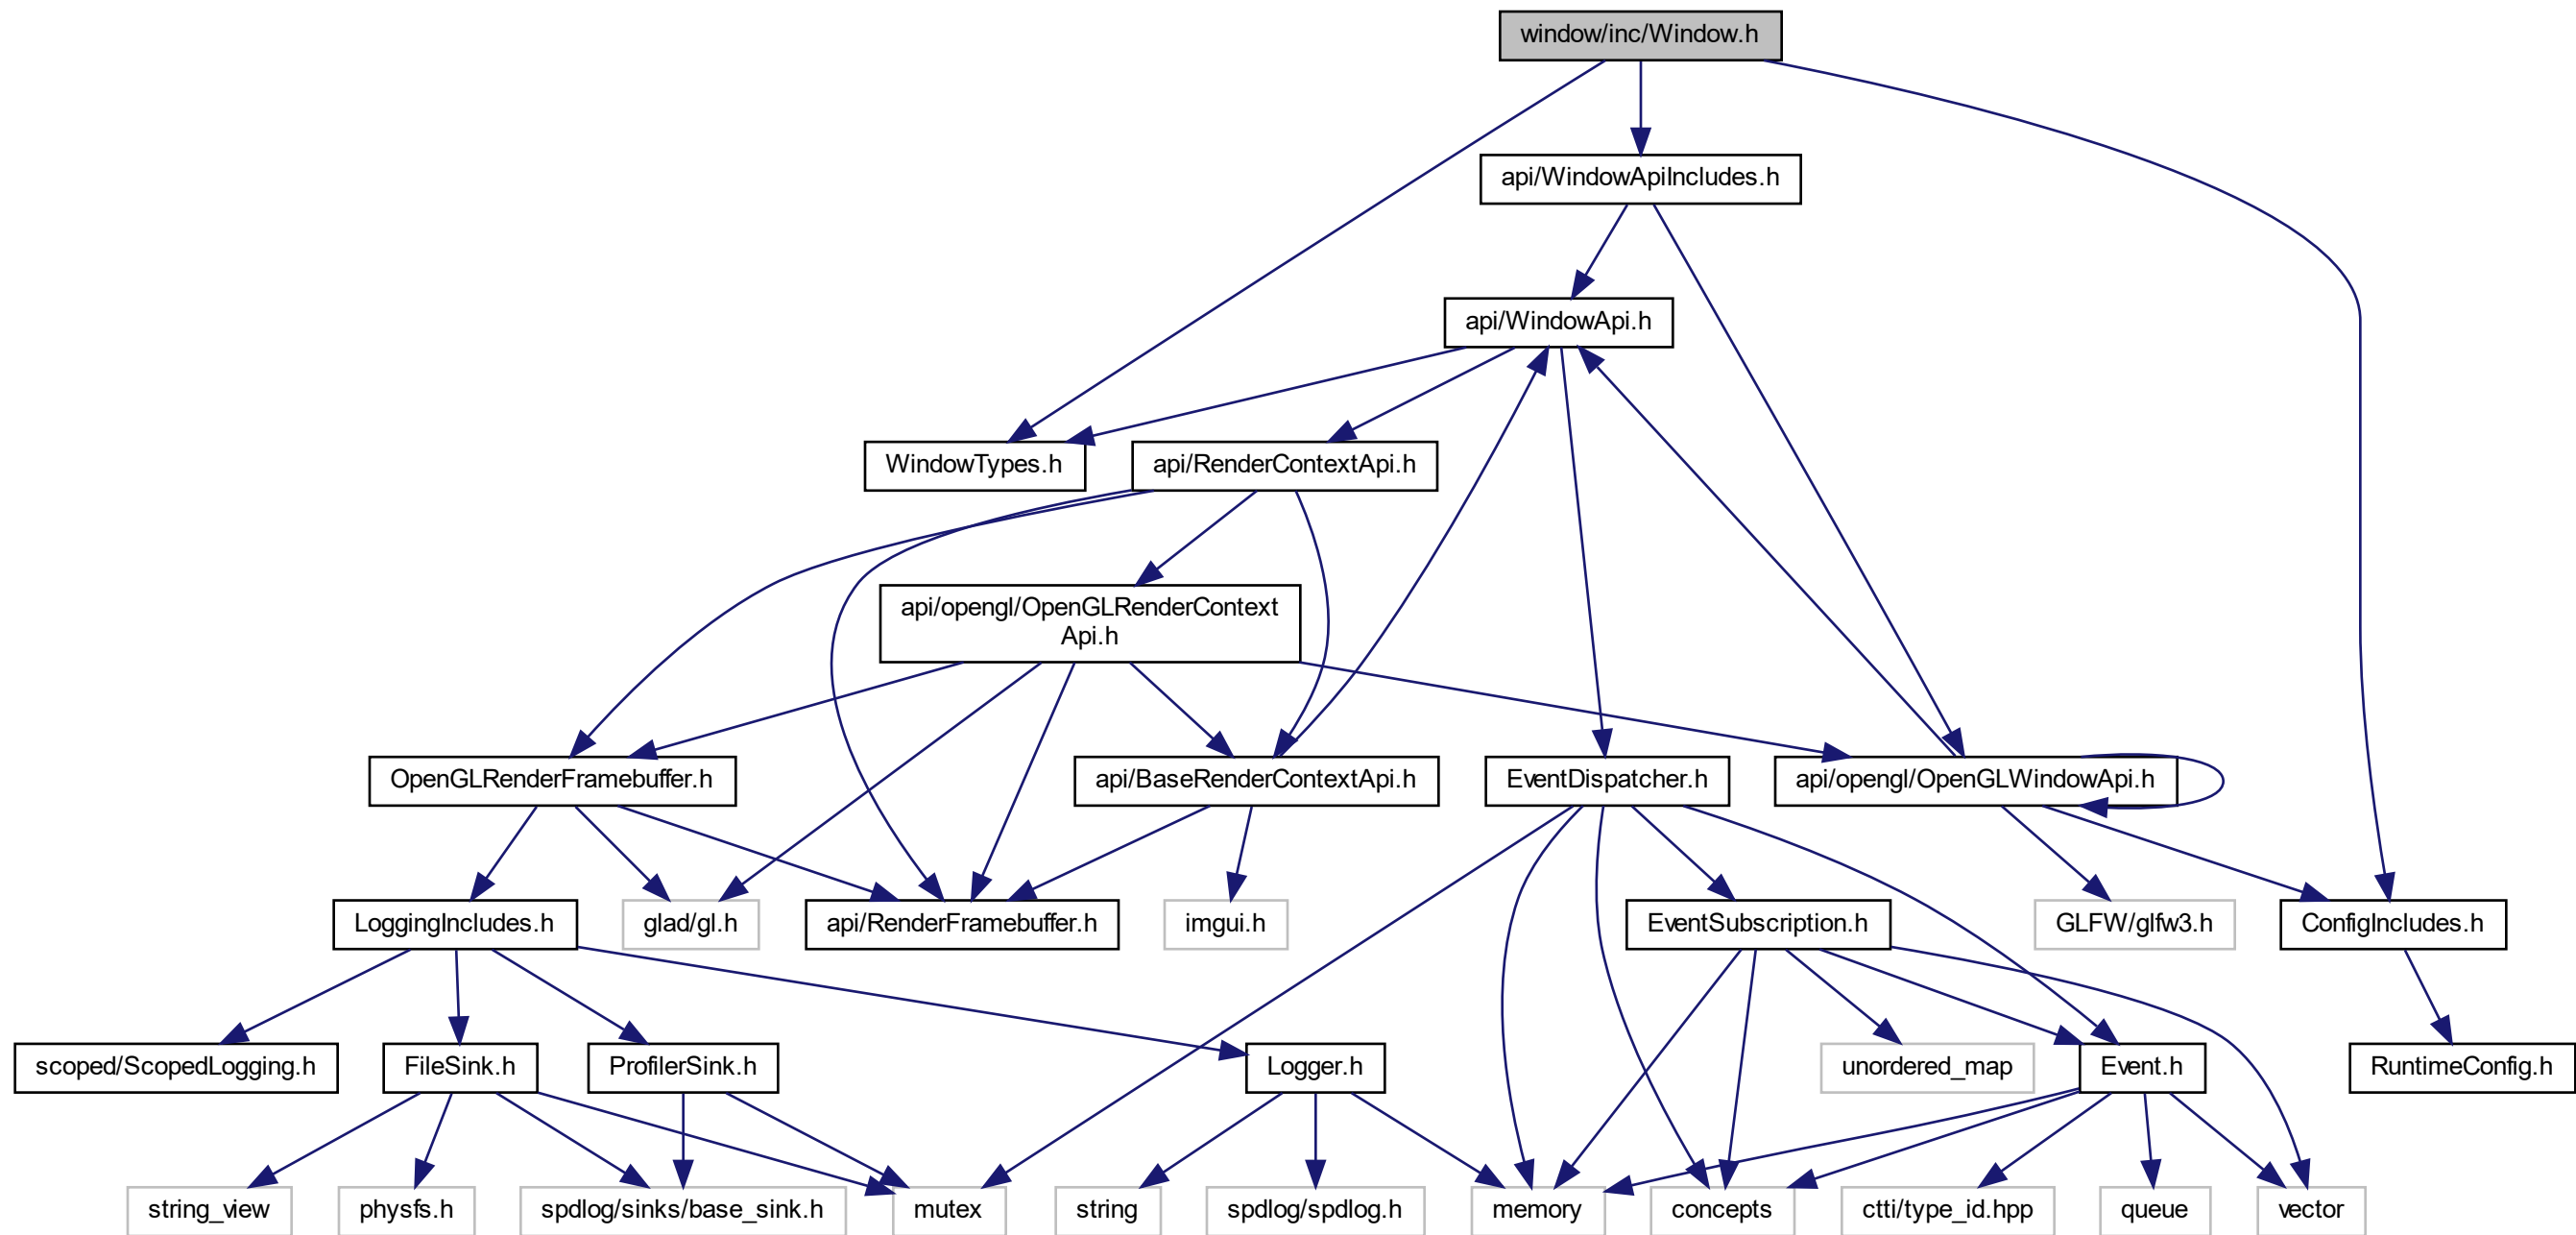 window/inc/Window.h
api/WindowApiIncludes.h
api/WindowApi.h
WindowTypes.h
api/RenderContextApi.h
api/opengl/OpenGLRenderContext
Api.h
OpenGLRenderFramebuffer.h
api/BaseRenderContextApi.h
EventDispatcher.h
api/opengl/OpenGLWindowApi.h
LoggingIncludes.h
glad/gl.h
api/RenderFramebuffer.h
imgui.h
EventSubscription.h
GLFW/glfw3.h
ConfigIncludes.h
scoped/ScopedLogging.h
FileSink.h
ProfilerSink.h
Logger.h
unordered_map
Event.h
RuntimeConfig.h
string_view
physfs.h
spdlog/sinks/base_sink.h
mutex
string
spdlog/spdlog.h
memory
concepts
ctti/type_id.hpp
queue
vector